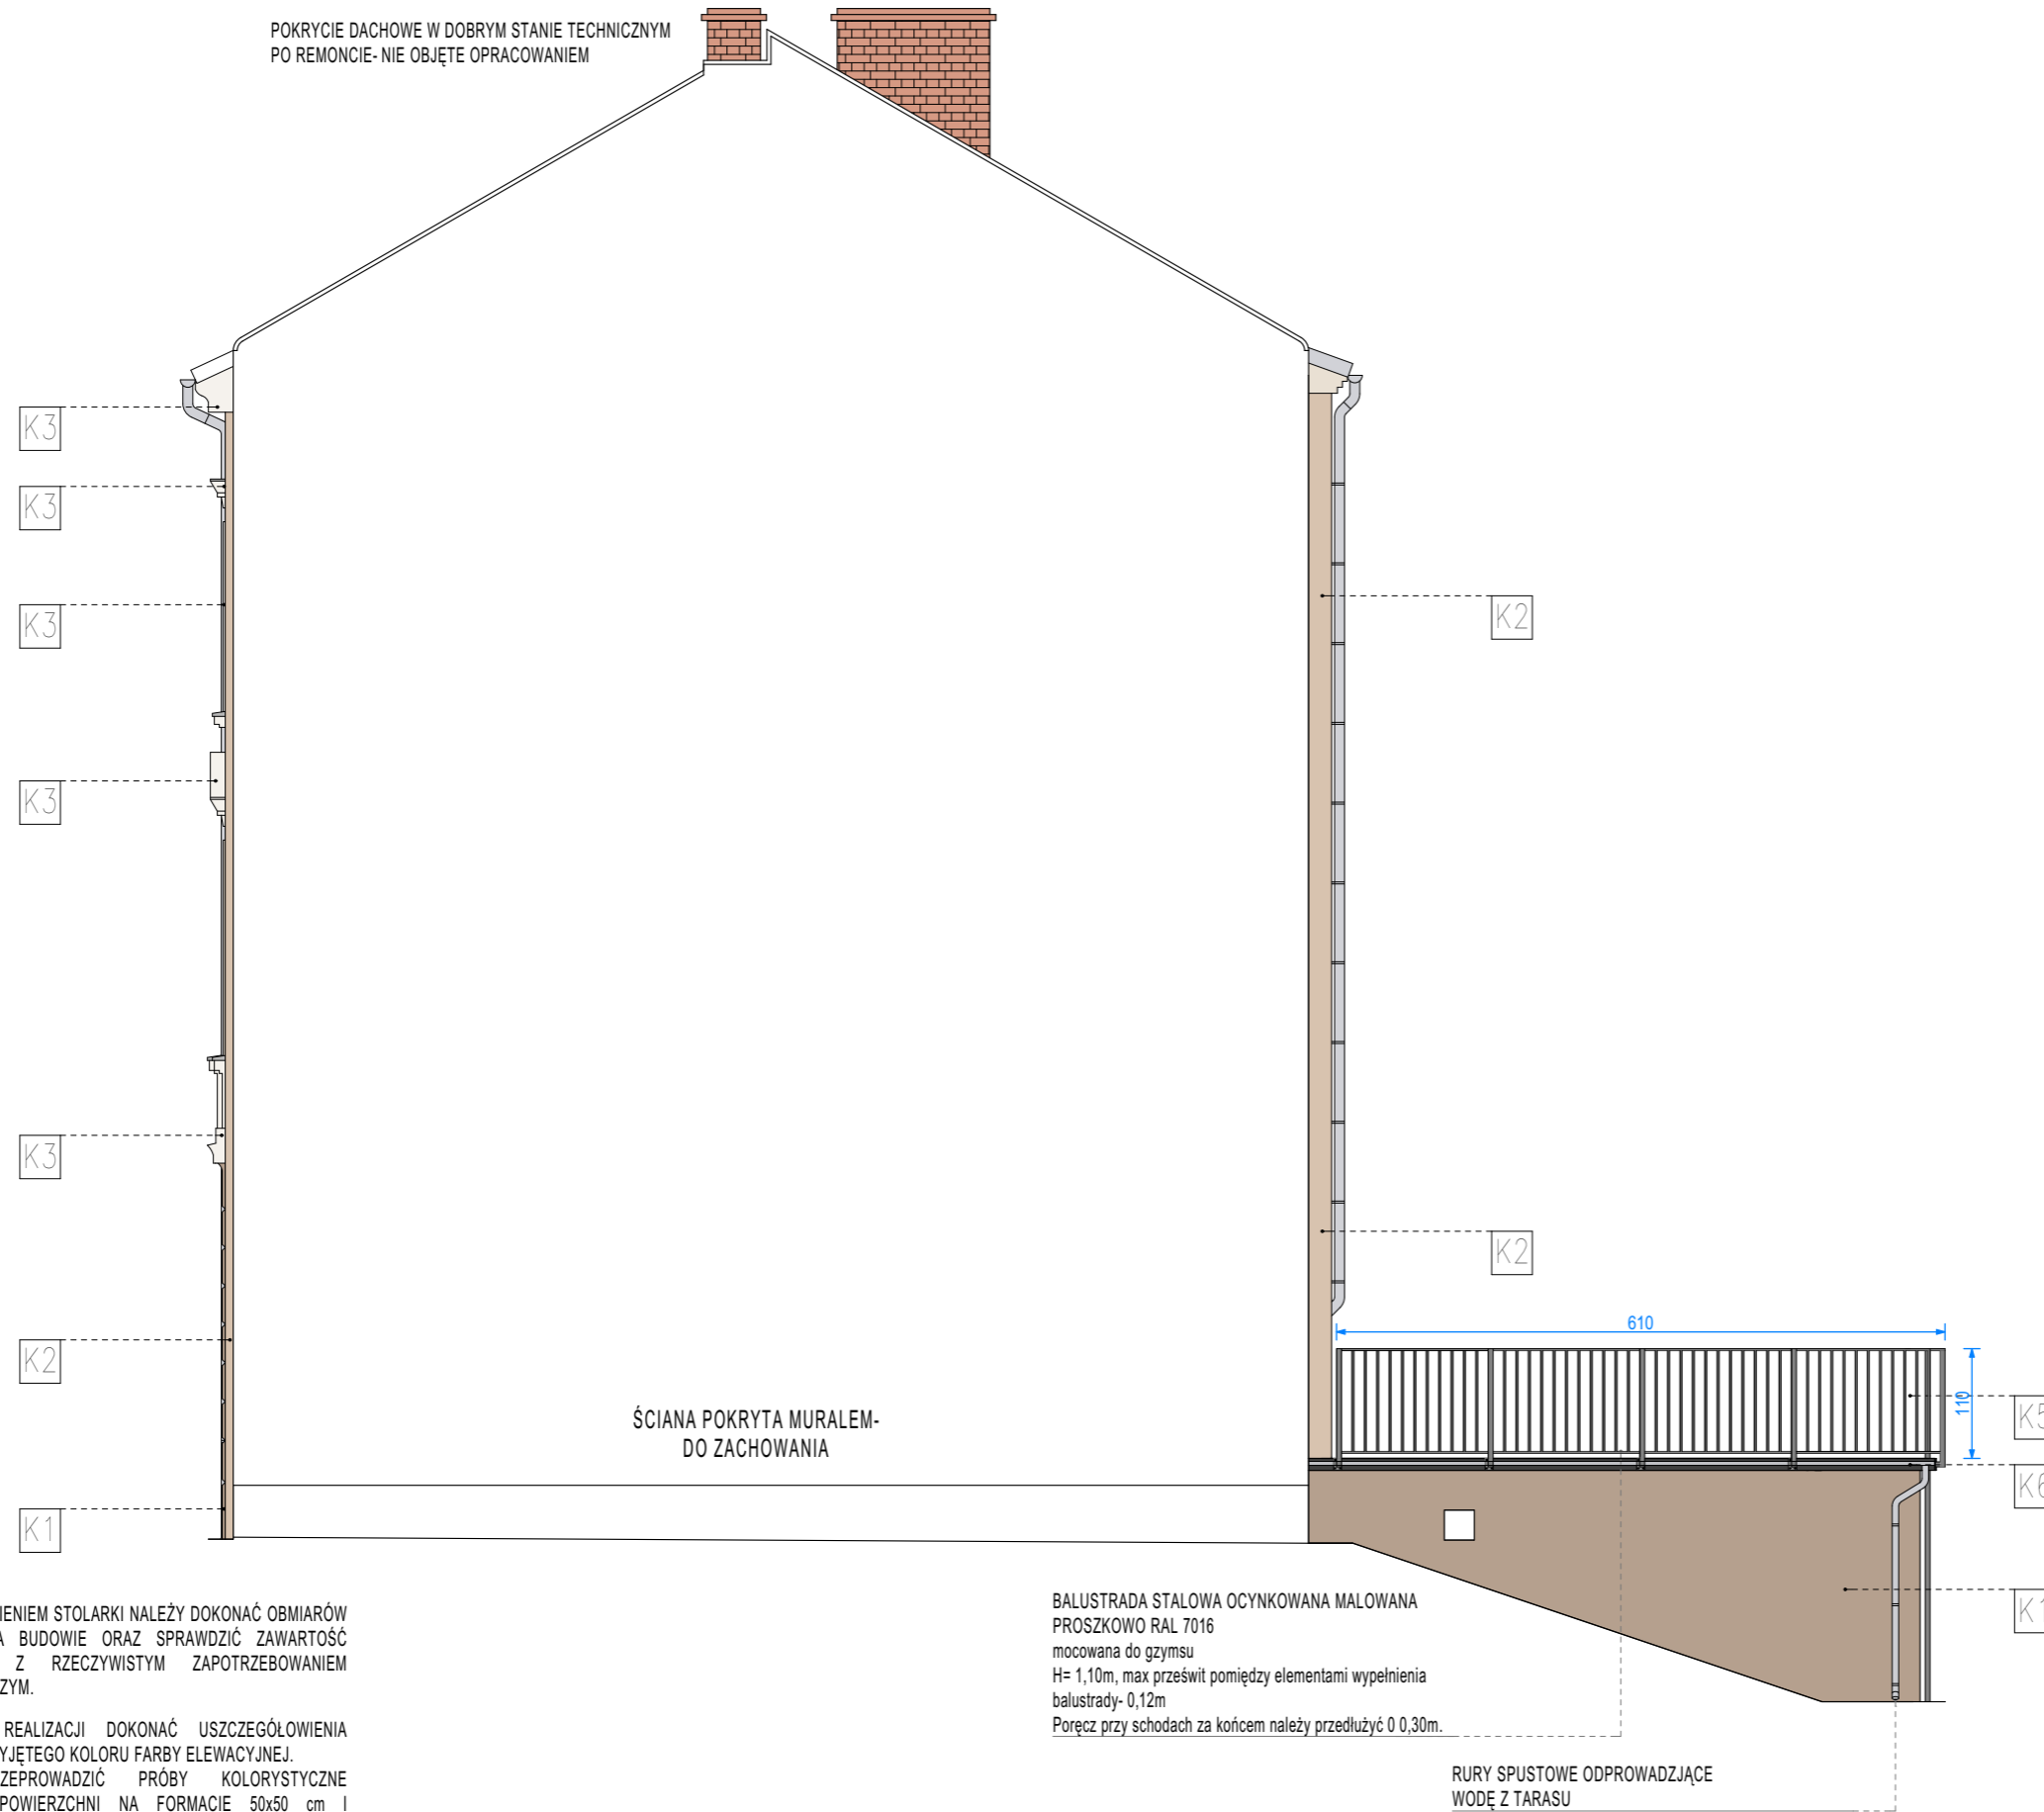 POKRYCIE DACHOWE W DOBRYM STANIE TECHNICZNYM
PO REMONCIE- NIE OBJĘTE OPRACOWANIEM
K3
K3
K3
K2
K3
K3
K2
610
110
K2
K5
ŚCIANA POKRYTA MURALEM-
DO ZACHOWANIA
K6
K1
K1
IENIEM STOLARKI NALEŻY DOKONAĆ OBMIARÓW
A BUDOWIE ORAZ SPRAWDZIĆ ZAWARTOŚĆ
Z RZECZYWISTYM ZAPOTRZEBOWANIEM
ZYM.
REALIZACJI DOKONAĆ USZCZEGÓŁOWIENIA
YJĘTEGO KOLORU FARBY ELEWACYJNEJ.
ZEPROWADZIĆ PRÓBY KOLORYSTYCZNE
POWIERZCHNI NA FORMACIE 50x50 cm I
BALUSTRADA STALOWA OCYNKOWANA MALOWANA
PROSZKOWO RAL 7016
mocowana do gzymsu
H= 1,10m, max prześwit pomiędzy elementami wypełnienia
balustrady- 0,12m
Poręcz przy schodach za końcem należy przedłużyć 0 0,30m.
RURY SPUSTOWE ODPROWADZJĄCE
WODĘ Z TARASU